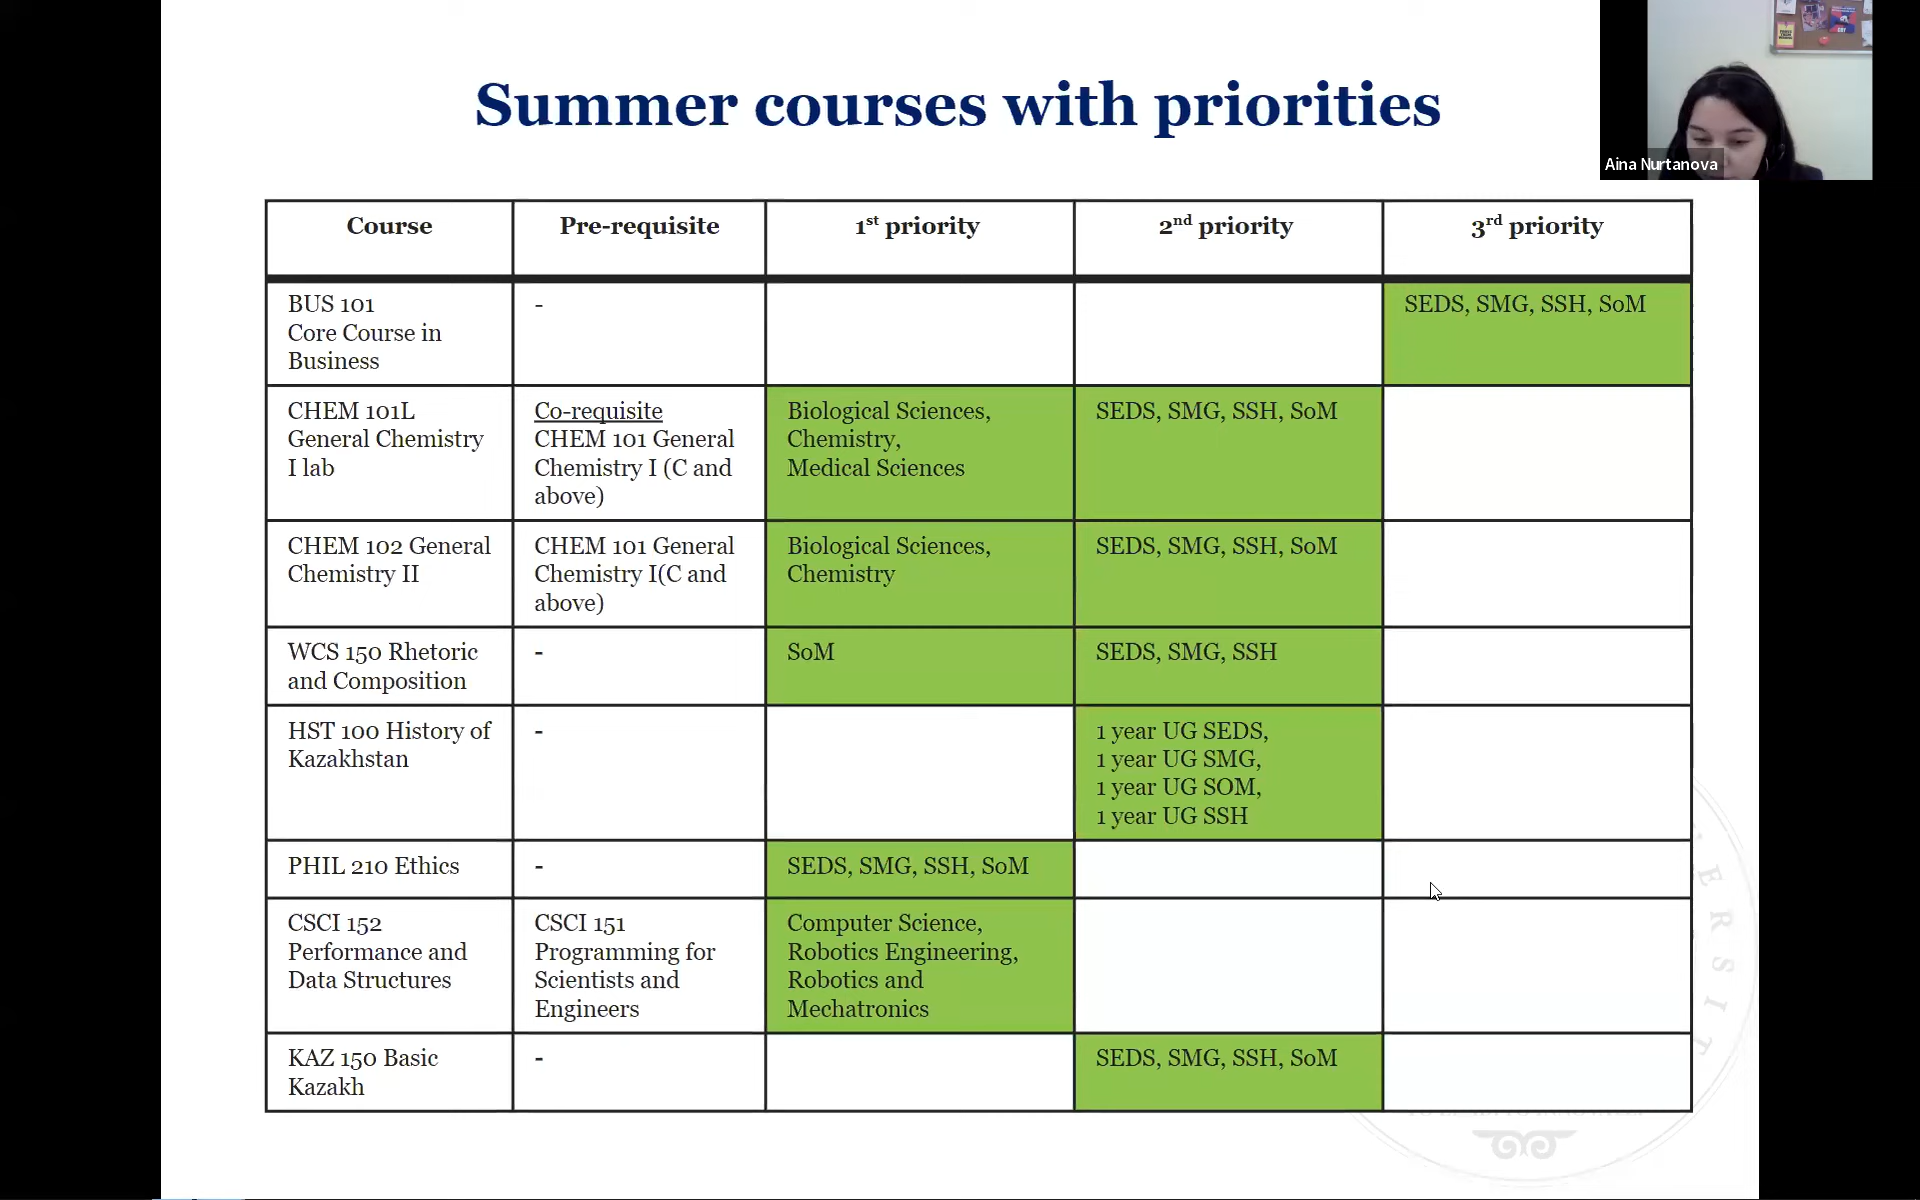 Summer courses with priorities
Aina Nurtanova
Course
Pre-requisite
1st priority
2nd priority
3rd priority
BUS 101
Core Course in
Business
-
SEDS, SMG, SSH, SoM
CHEM 101L
General Chemistry
I lab
Co-requisite
CHEM 101 General
Chemistry I (C and
above)
Biological Sciences,
Chemistry,
Medical Sciences
SEDS, SMG, SSH, SoM
CHEM 102 General
Chemistry II
CHEM 101 General
Chemistry I(C and
above)
Biological Sciences,
Chemistry
SEDS, SMG, SSH, SoM
WCS 150 Rhetoric
and Composition
-
SoM
SEDS, SMG, SSH
HST 100 History of
Kazakhstan
-
1 year UG SEDS,
1 year UG SMG,
1 year UG SOM,
1 year UG SSH
PHIL 210 Ethics
-
SEDS, SMG, SSH, SoM
CSCI 152
Performance and
Data Structures
CSCI 151
Programming for
Scientists and
Engineers
Computer Science,
Robotics Engineering,
Robotics and
Mechatronics
KAZ 150 Basic
Kazakh
-
SEDS, SMG, SSH, SoM